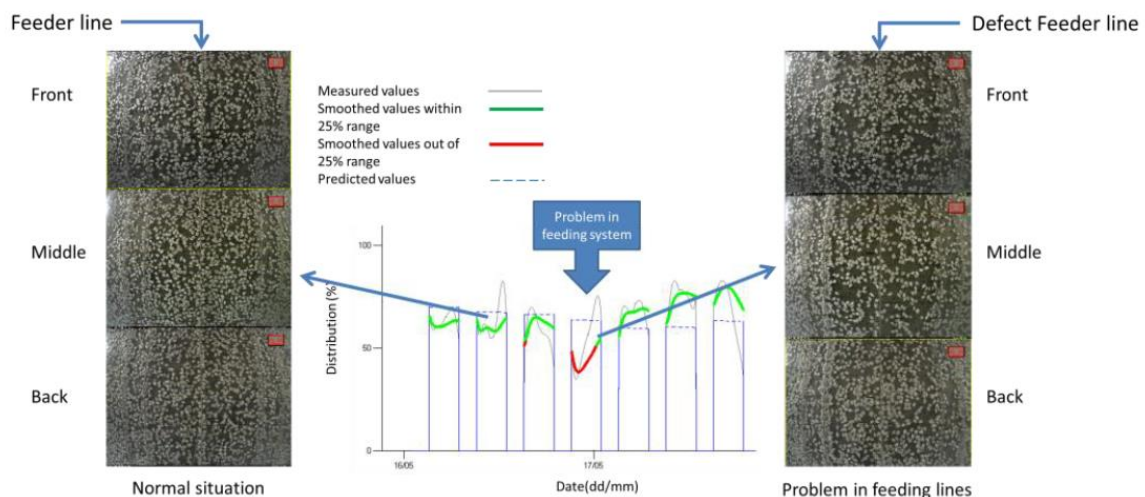 Feeder line
Defect Feeder line
Front
Middle
Back
Normal situation
Measured values
Smoothed values within
25% range
Smoothed values out of
25% range
Predicted values
Problem in
feeding system
Distribution (%)
100
50
0
16/05
17/05
Date(dd/mm)
Front
Middle
Back
Problem in feeding lines